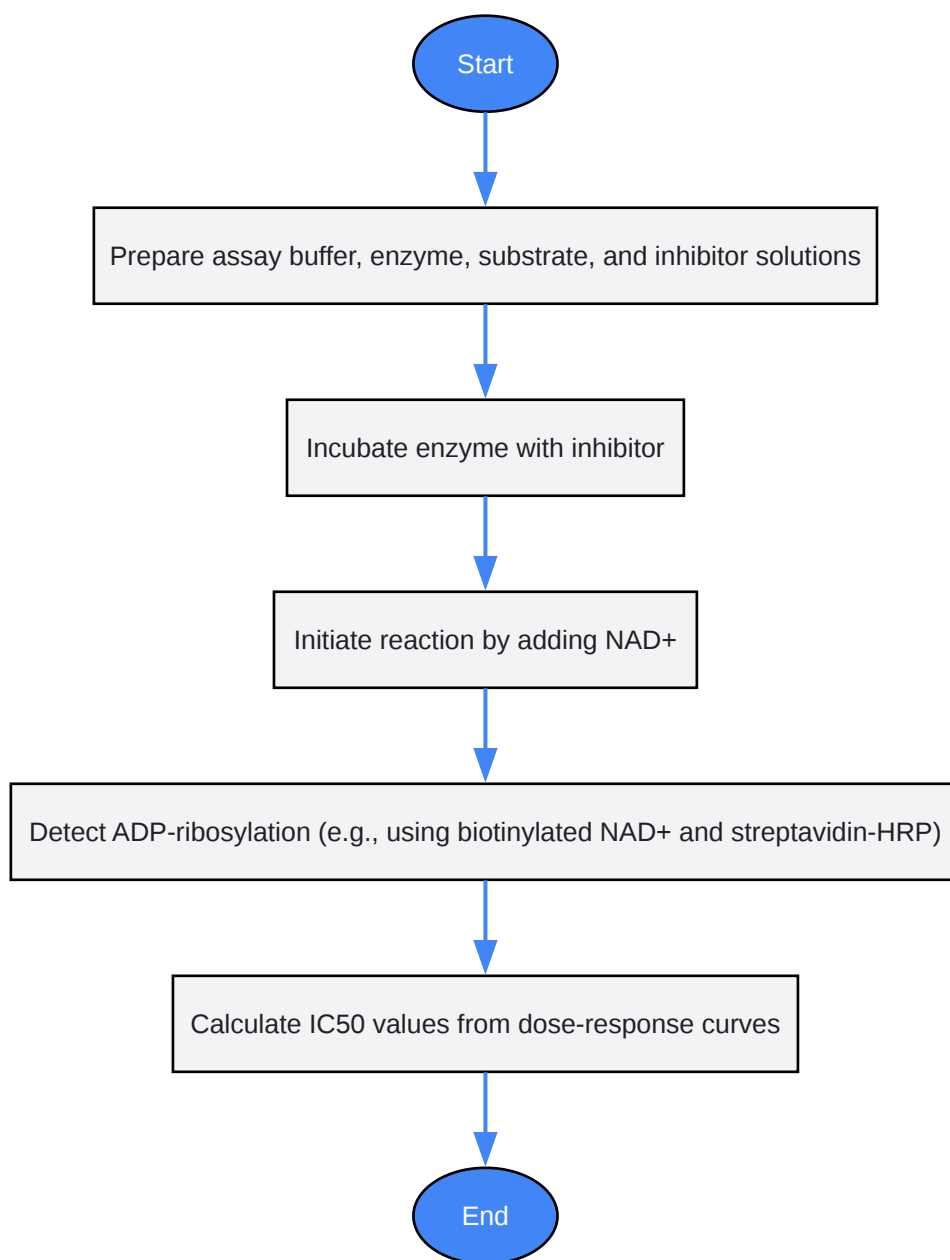 Start
Prepare assay buffer, enzyme, substrate, and inhibitor solutions
Incubate enzyme with inhibitor
Initiate reaction by adding NAD+
Detect ADP-ribosylation (e.g., using biotinylated NAD+ and streptavidin-HRP)
Calculate IC50 values from dose-response curves
End